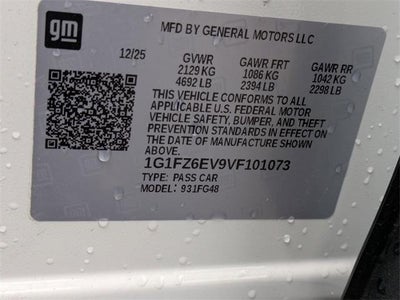 gm
MFD BY GENERAL MOTORS LLC
12/25 GVWR GAWR FRT GAWR RR
2129 KG 1086 KG 1042 KG
4692 LB 2394 LB 2298 LB
THIS VEHICLE CONFORMS TO ALL
APPLICABLE U.S. FEDERAL MOTOR
VEHICLE SAFETY, BUMPER, AND THEFT
PREVENTION STANDARDS IN EFFECT ON
THE DATE OF MANUFACTURE SHOWN ABOVE.
1G1FZ6EV9VF101073
TYPE: PASS CAR
MODEL: 931FG48